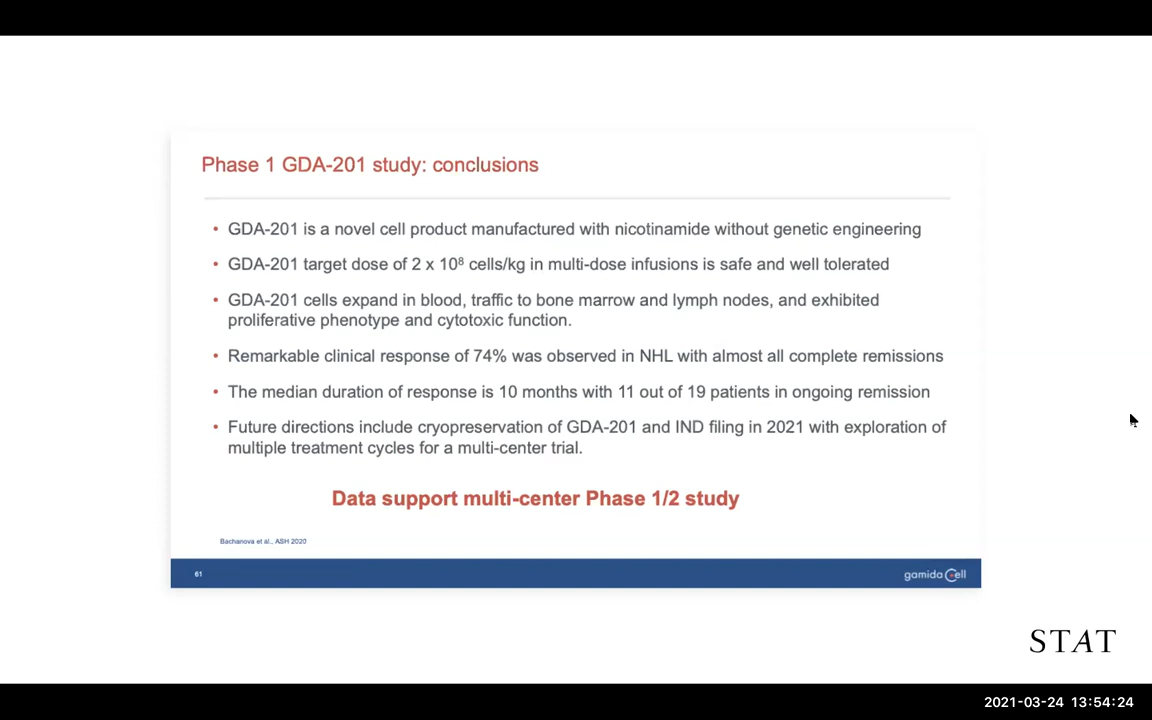 Phase 1 GDA-201 study: conclusions
• GDA-201 is a novel cell product manufactured with nicotinamide without genetic engineering
• GDA-201 target dose of 2 x 10⁸ cells/kg in multi-dose infusions is safe and well tolerated
• GDA-201 cells expand in blood, traffic to bone marrow and lymph nodes, and exhibited
proliferative phenotype and cytotoxic function.
• Remarkable clinical response of 74% was observed in NHL with almost all complete remissions
• The median duration of response is 10 months with 11 out of 19 patients in ongoing remission
• Future directions include cryopreservation of GDA-201 and IND filing in 2021 with exploration of
multiple treatment cycles for a multi-center trial.
Data support multi-center Phase 1/2 study
Bachanova et al., ASH 2020
61
gamida Cell
STAT
2021-03-24 13:54:24